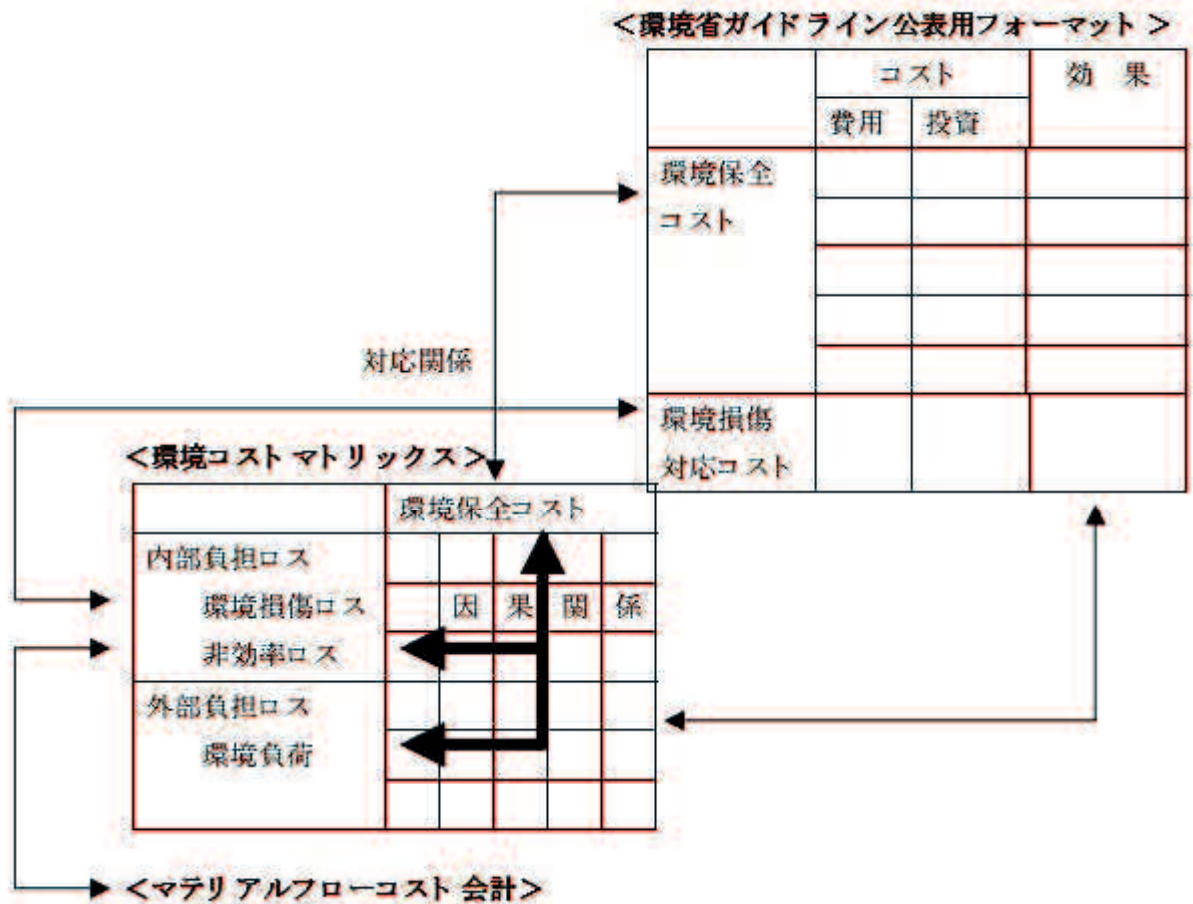 ＜環境省ガイドライン公表用フォーマット＞
コスト
効 果
費用
投資
環境保全
コスト
対応関係
環境損傷
対応コスト
＜環境コストマトリックス＞
環境保全コスト
内部負担ロス
環境損傷ロス
因 果 関 係
非効率ロス
外部負担ロス
環境負荷
＜マテリアルフローコスト会計＞